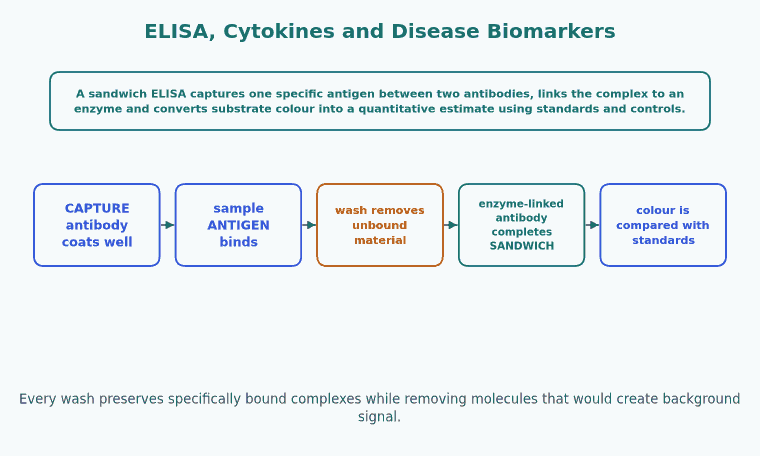 ELISA, Cytokines and Disease Biomarkers
A sandwich ELISA captures one specific antigen between two antibodies, links the complex to an
enzyme and converts substrate colour into a quantitative estimate using standards and controls.
CAPTURE
antibody
coats well
sample
ANTIGEN
binds
wash removes
unbound
material
enzyme-linked
antibody
completes
SANDWICH
colour is
compared with
standards
Every wash preserves specifically bound complexes while removing molecules that would create background
signal.